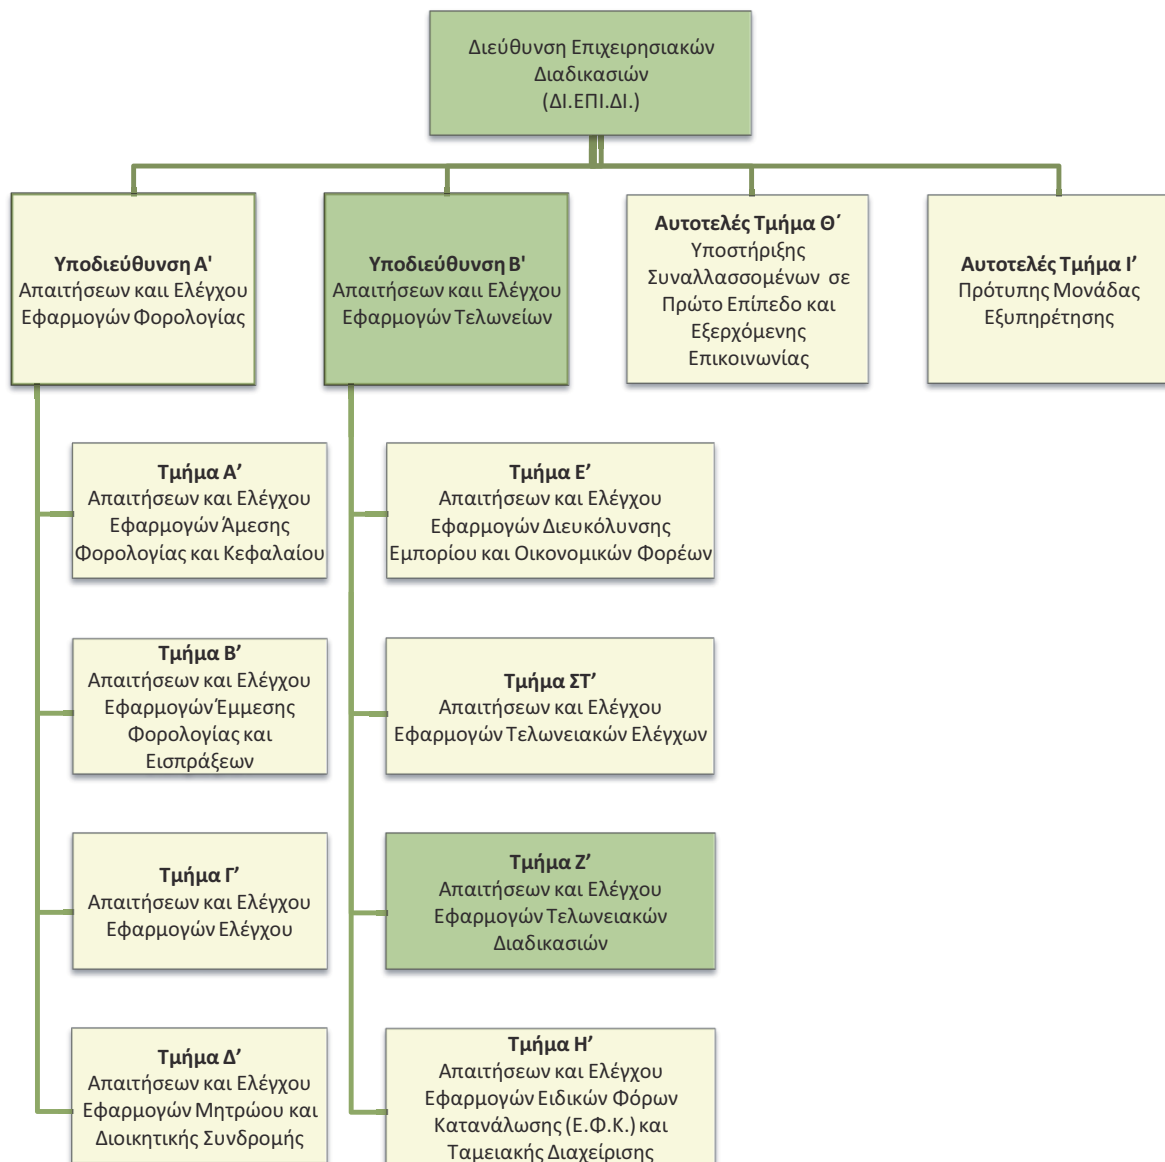 Διεύθυνση Επιχειρησιακών
Διαδικασιών
(ΔΙ.ΕΠΙ.ΔΙ.)
Υποδιεύθυνση Α'
Απαιτήσεων καιι Ελέγχου
Εφαρμογών Φορολογίας
Υποδιεύθυνση Β'
Απαιτήσεων καιι Ελέγχου
Εφαρμογών Τελωνείων
Αυτοτελές Τμήμα Θ΄
Υποστήριξης
Συναλλασσομένων σε
Πρώτο Επίπεδο και
Εξερχόμενης
Επικοινωνίας
Αυτοτελές Τμήμα Ι’
Πρότυπης Μονάδας
Εξυπηρέτησης
Τμήμα Α’
Απαιτήσεων και Ελέγχου
Εφαρμογών Άμεσης
Φορολογίας και Κεφαλαίου
Τμήμα Β’
Απαιτήσεων και Ελέγχου
Εφαρμογών Έμμεσης
Φορολογίας και
Εισπράξεων
Τμήμα Γ’
Απαιτήσεων και Ελέγχου
Εφαρμογών Ελέγχου
Τμήμα Δ’
Απαιτήσεων και Ελέγχου
Εφαρμογών Μητρώου και
Διοικητικής Συνδρομής
Τμήμα Ε’
Απαιτήσεων και Ελέγχου
Εφαρμογών Διευκόλυνσης
Εμπορίου και Οικονομικών Φορέων
Τμήμα ΣΤ’
Απαιτήσεων και Ελέγχου
Εφαρμογών Τελωνειακών Ελέγχων
Τμήμα Ζ’
Απαιτήσεων και Ελέγχου
Εφαρμογών Τελωνειακών
Διαδικασιών
Τμήμα Η’
Απαιτήσεων και Ελέγχου
Εφαρμογών Ειδικών Φόρων
Κατανάλωσης (Ε.Φ.Κ.) και
Ταμειακής Διαχείρισης